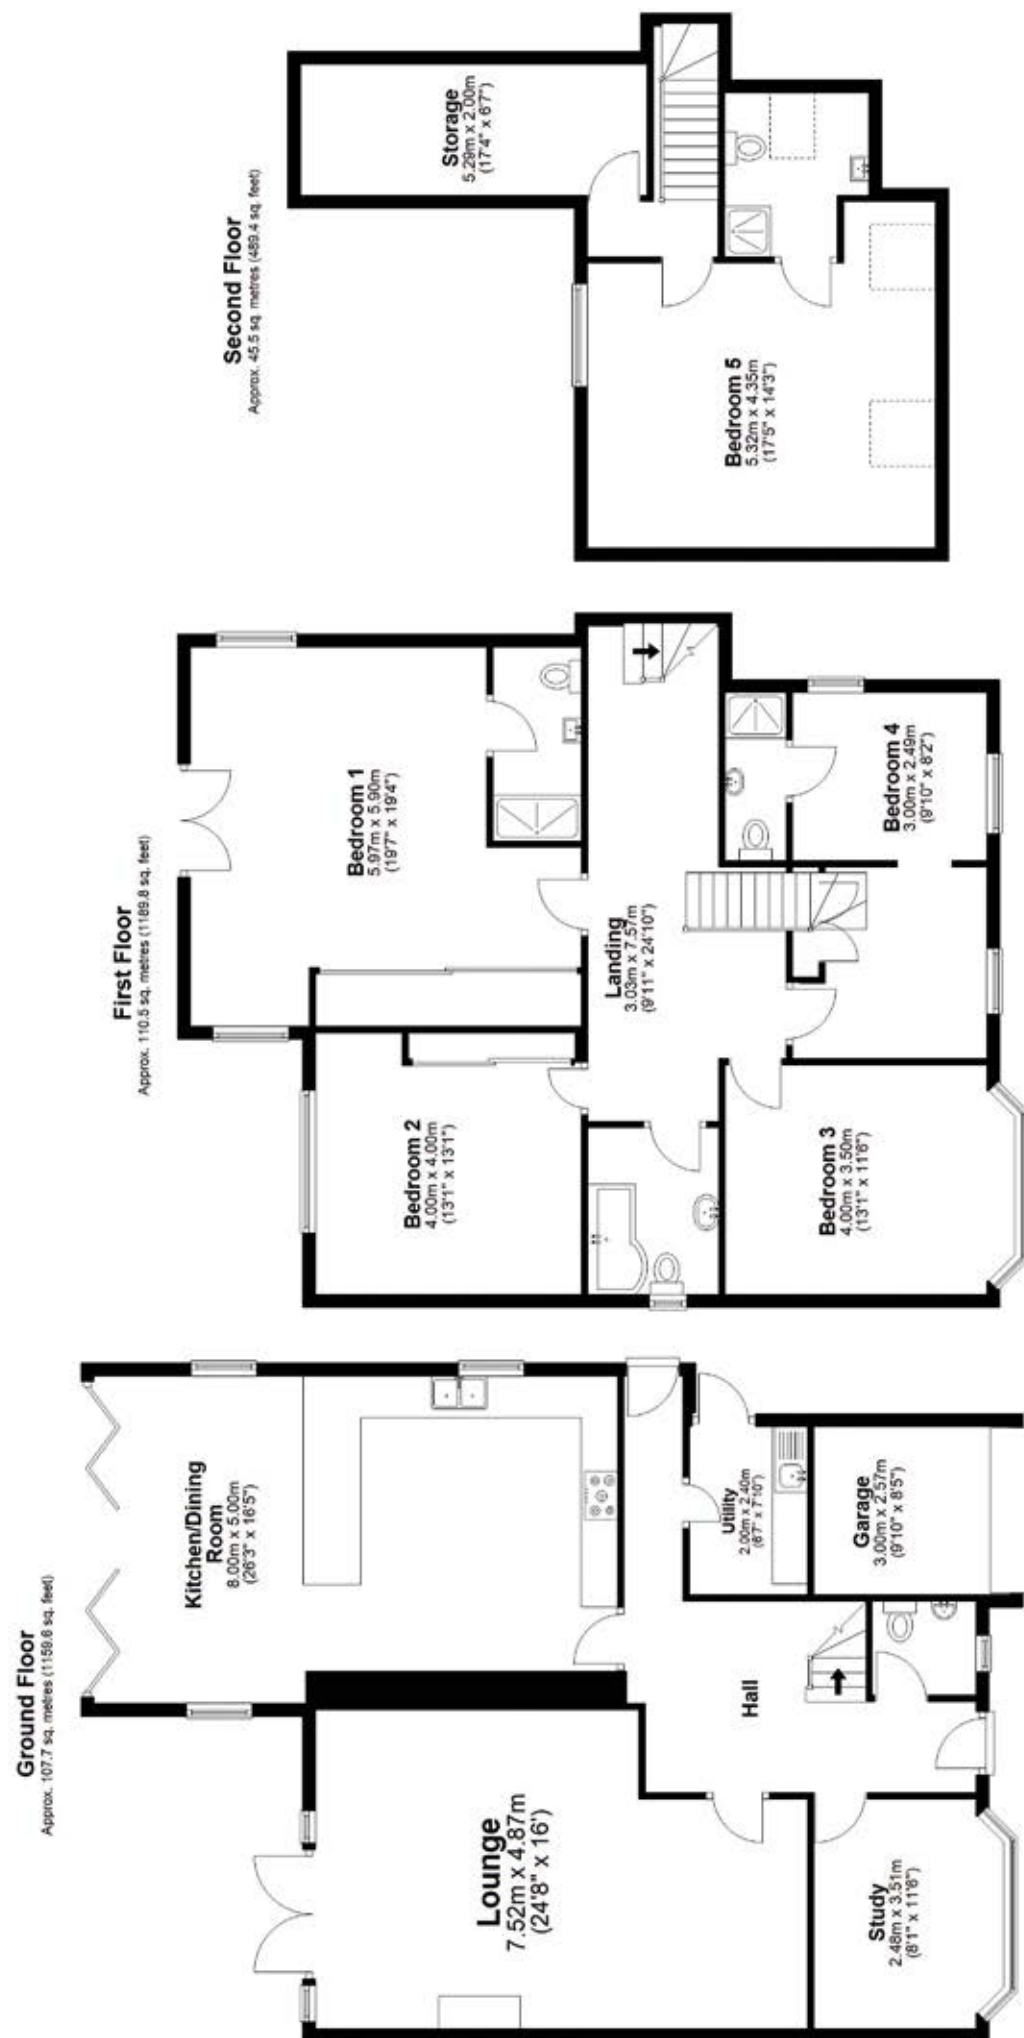 Ground Floor
Approx. 107.7 sq. metres (1159.6 sq. feet)
Kitchen/Dining
Room
8.00m x 5.00m
(26'3" x 16'5")
Lounge
7.52m x 4.87m
(24'8" x 16')
Hall
Utility
2.00m x 2.40m
(6'7" x 7'10")
Garage
3.00m x 2.57m
(9'10" x 8'5")
Study
2.48m x 3.51m
(8'1" x 11'6")
First Floor
Approx. 110.5 sq. metres (1189.8 sq. feet)
Bedroom 1
5.97m x 5.90m
(19'7" x 19'4")
Bedroom 2
4.00m x 4.00m
(13'1" x 13'1")
Landing
3.03m x 7.57m
(9'11" x 24'10")
Bedroom 3
4.00m x 3.50m
(13'1" x 11'6")
Bedroom 4
3.00m x 2.49m
(9'10" x 8'2")
Second Floor
Approx. 45.5 sq. metres (489.4 sq. feet)
Storage
5.29m x 2.00m
(17'4" x 6'7")
Bedroom 5
5.32m x 4.35m
(17'5" x 14'3")